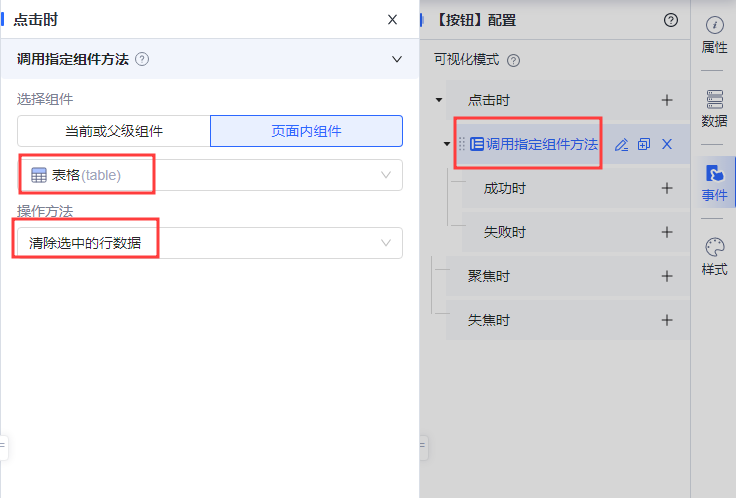 点击时
调用指定组件方法
选择组件
当前或父级组件
页面内组件
表格(table)
操作方法
清除选中的行数据
【按钮】配置
可视化模式
点击时
调用指定组件方法
成功时
失败时
聚焦时
失焦时
属性
数据
事件
样式